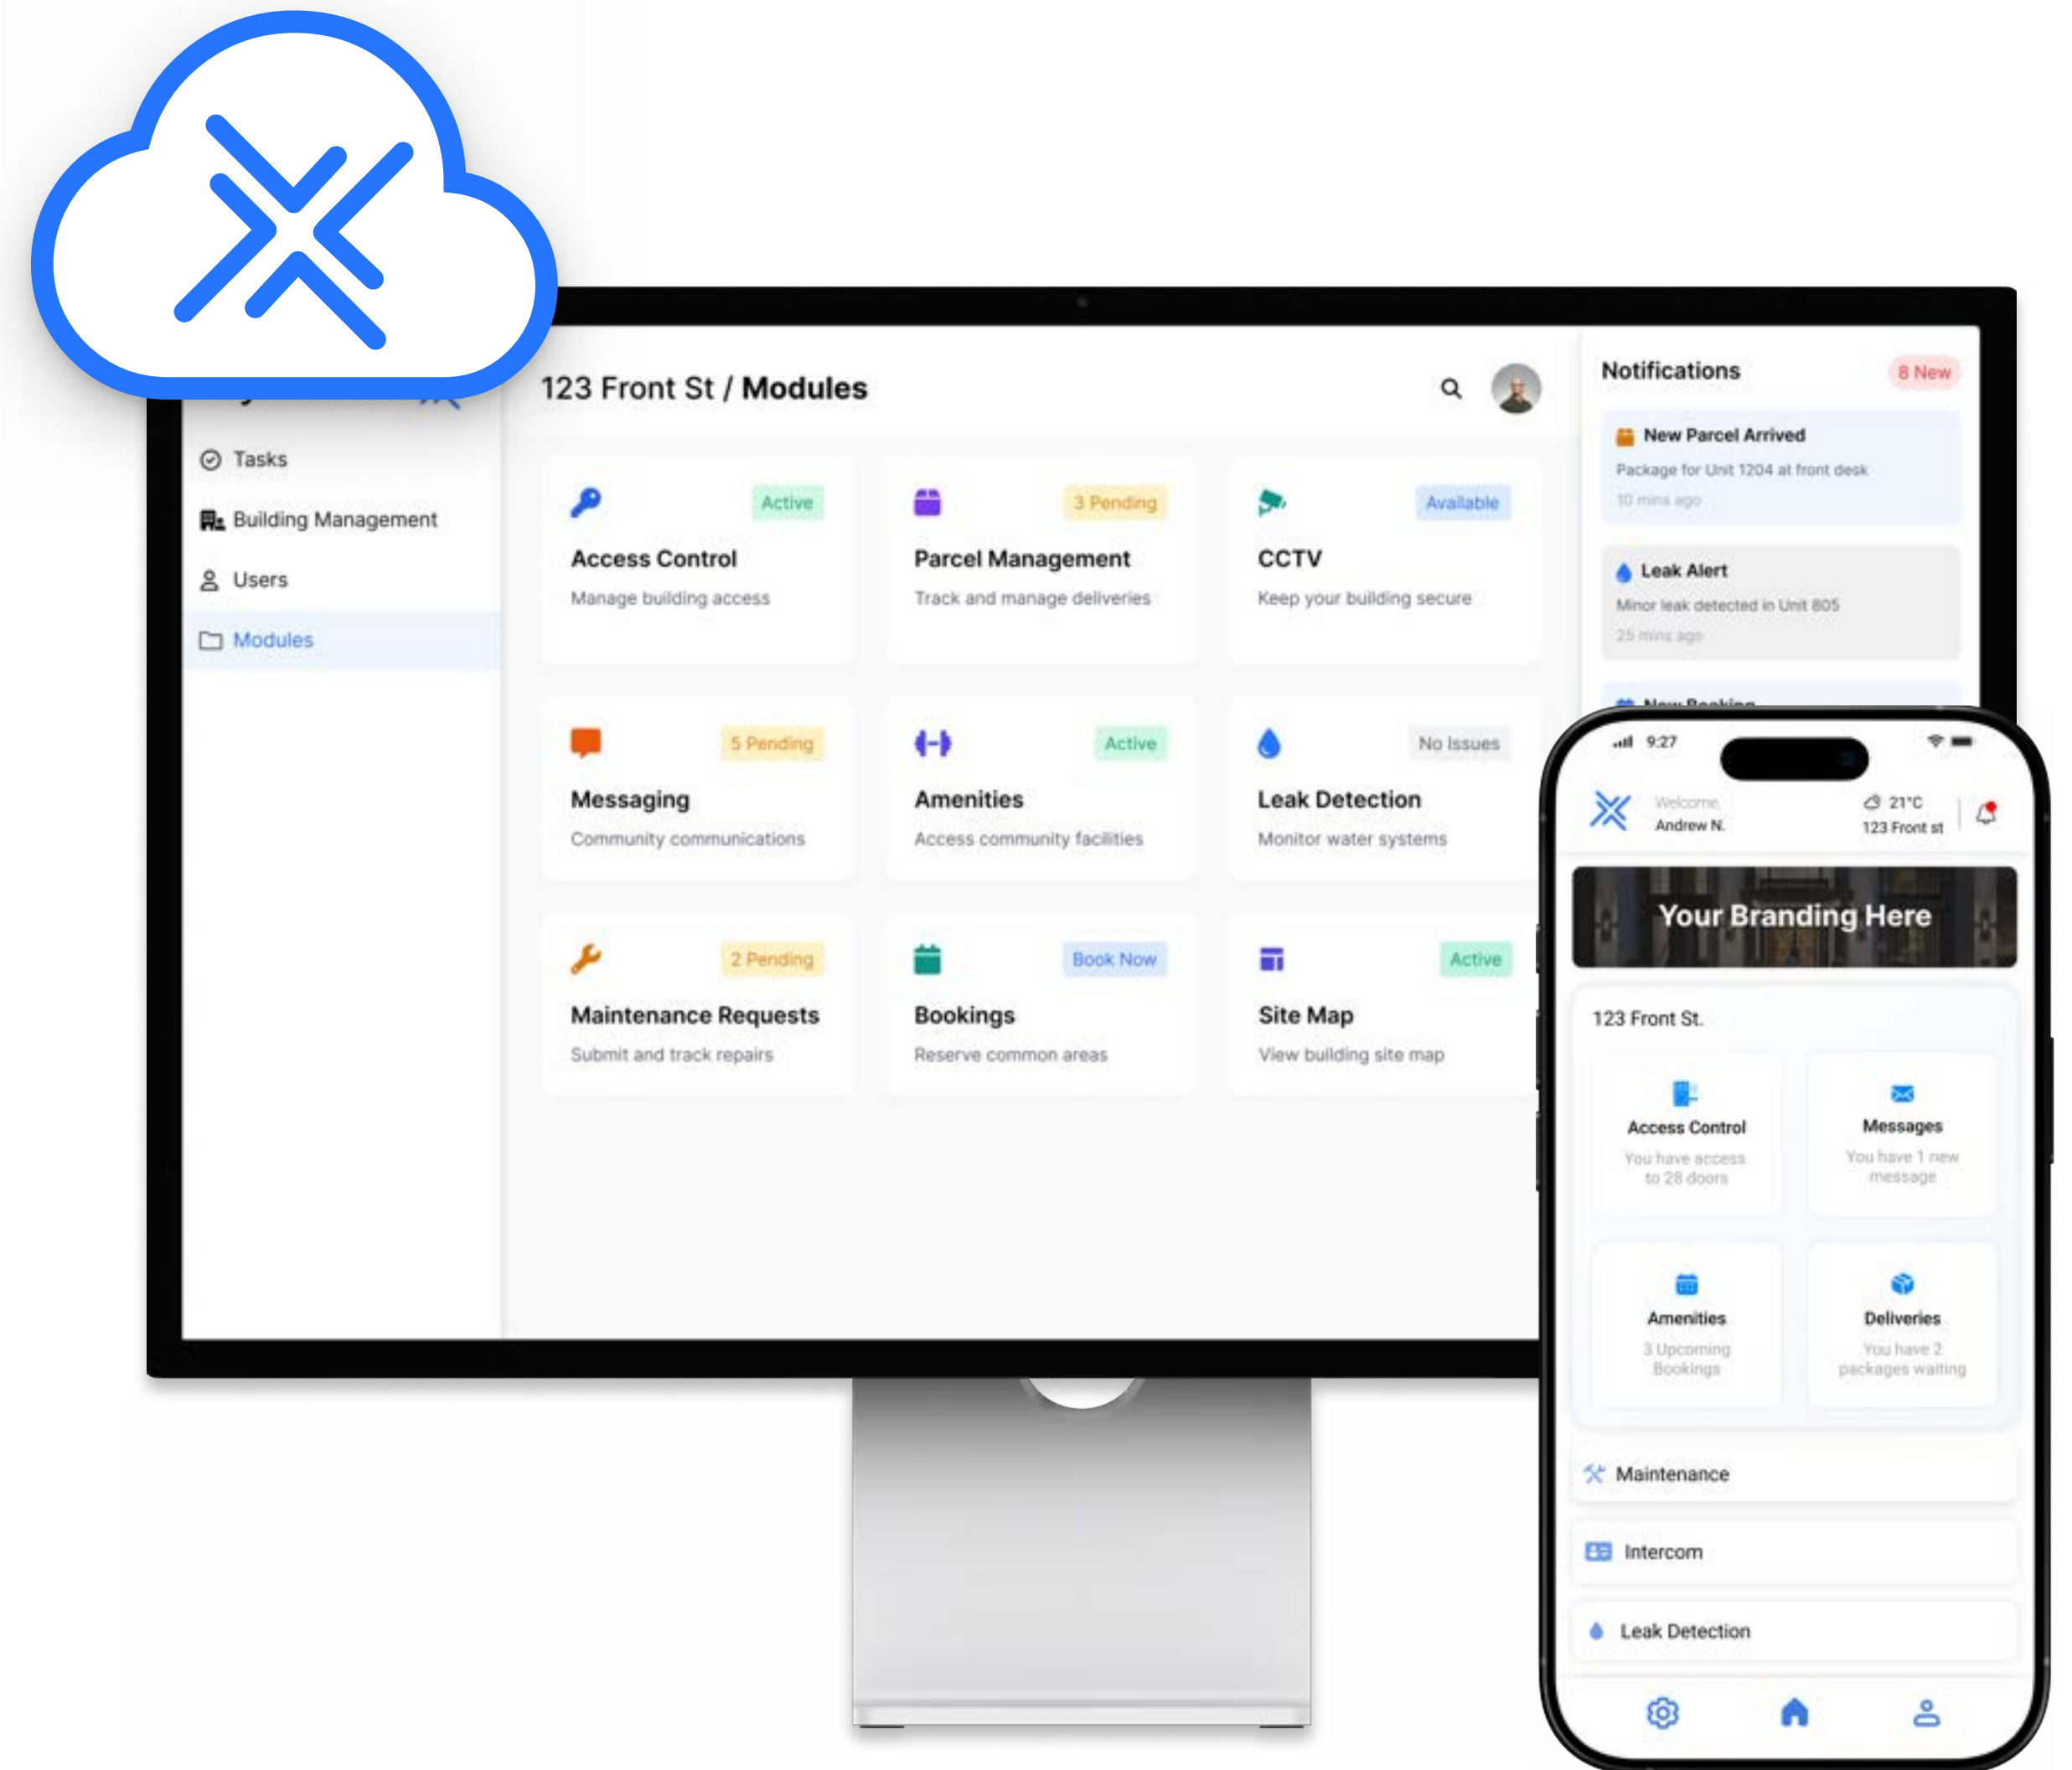 123 Front St / Modules
Tasks
Building Management
Users
Modules
Active
Access Control
Manage building access
3 Pending
Parcel Management
Track and manage deliveries
Available
CCTV
Keep your building secure
5 Pending
Messaging
Community communications
Active
Amenities
Access community facilities
No Issues
Leak Detection
Monitor water systems
2 Pending
Maintenance Requests
Submit and track repairs
Book Now
Bookings
Reserve common areas
Active
Site Map
View building site map
Notifications
8 New
New Parcel Arrived
Package for Unit 1204 at front desk
10 mins ago
Leak Alert
Minor leak detected in Unit 805
25 mins ago
New Booking
9:27
Welcome,
Andrew N.
21°C
123 Front st
Your Branding Here
123 Front St.
Access Control
You have access
to 28 doors
Messages
You have 1 new
message
Amenities
3 Upcoming
Bookings
Deliveries
You have 2
packages waiting
Maintenance
Intercom
Leak Detection